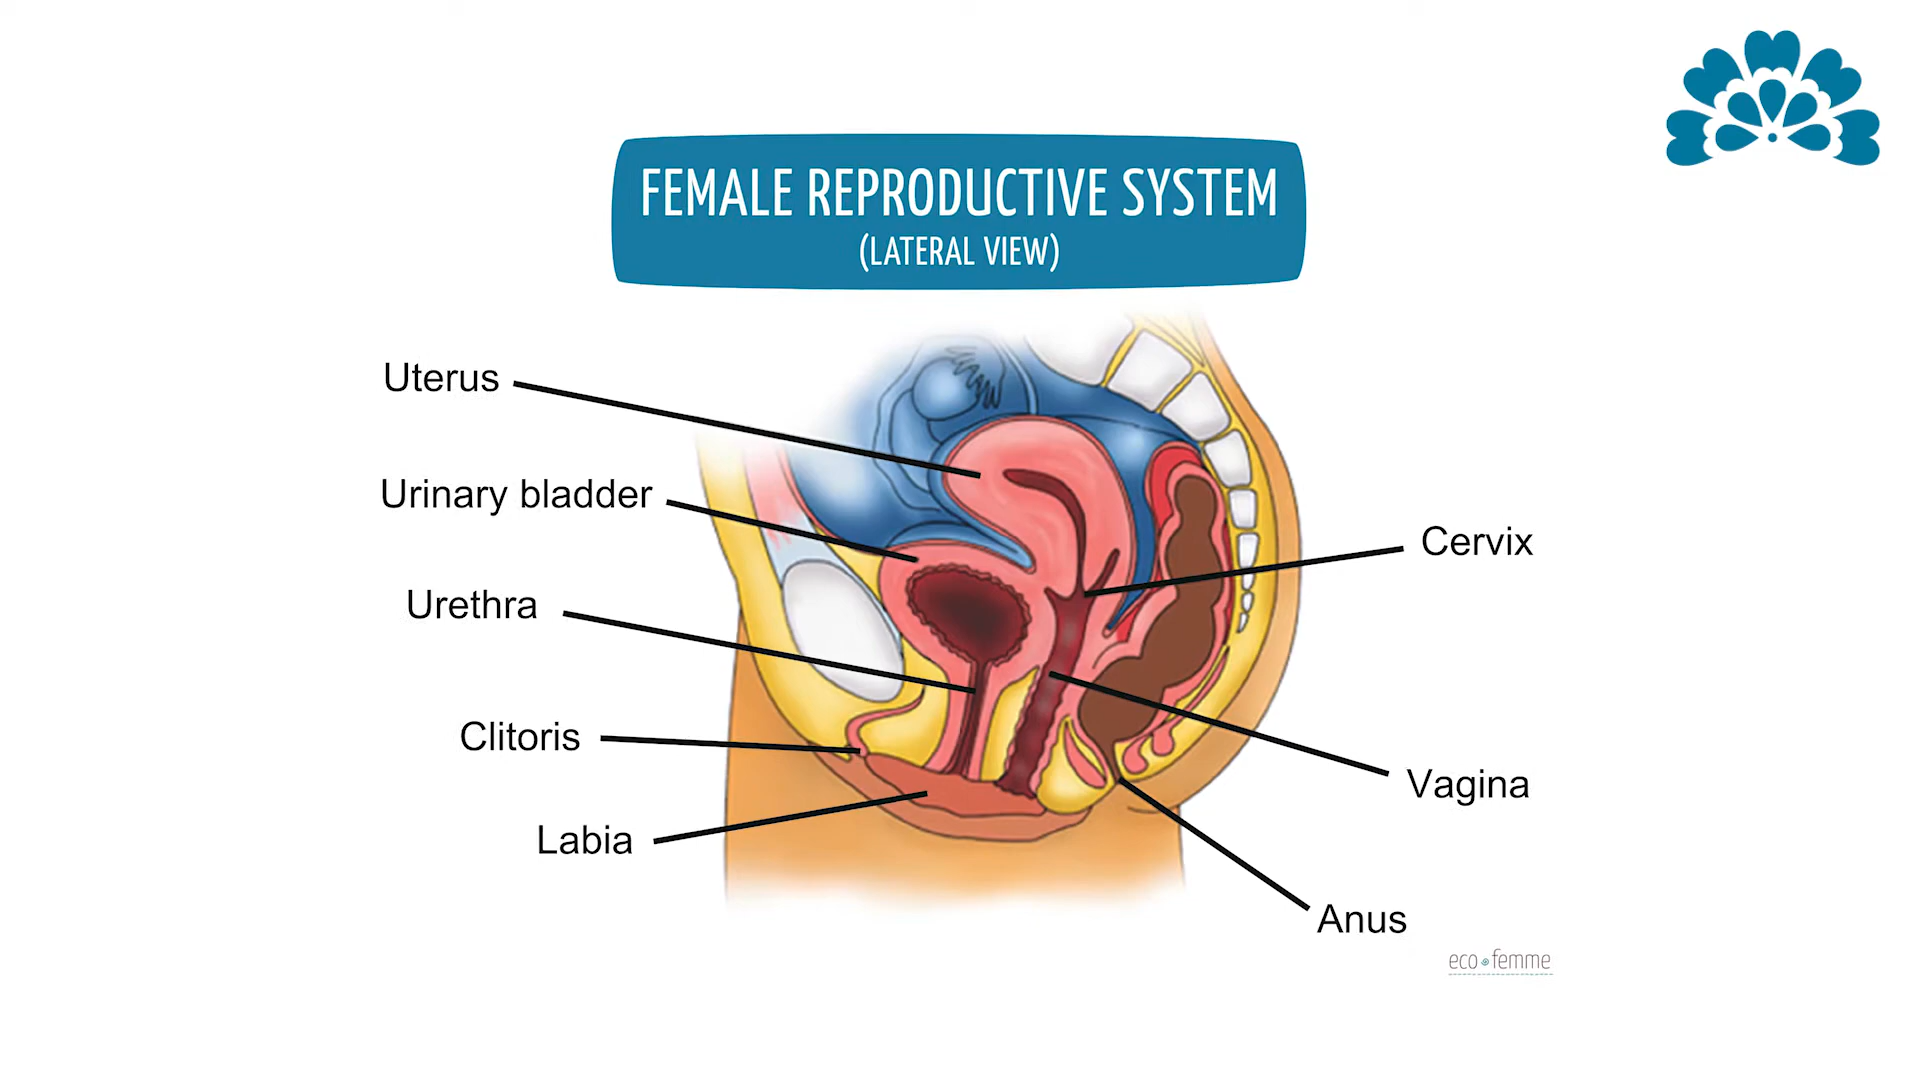 FEMALE REPRODUCTIVE SYSTEM
(LATERAL VIEW)
Uterus
Urinary bladder
Urethra
Clitoris
Labia
Cervix
Vagina
Anus
eco femme